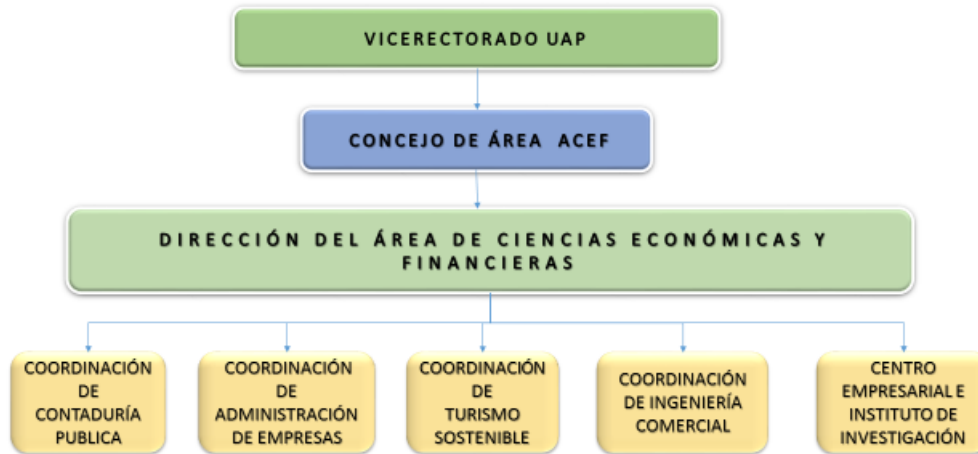 VICERECTORADO UAP
CONCEJO DE ÁREA ACEF
DIRECCIÓN DEL ÁREA DE CIENCIAS ECONÓMICAS Y
FINANCIERAS
COORDINACIÓN
DE
CONTADURÍA
PUBLICA
COORDINACIÓN
DE
ADMINISTRACIÓN
DE EMPRESAS
COORDINACIÓN
DE
TURISMO
SOSTENIBLE
COORDINACIÓN
DE INGENIERÍA
COMERCIAL
CENTRO
EMPRESARIAL E
INSTITUTO DE
INVESTIGACIÓN